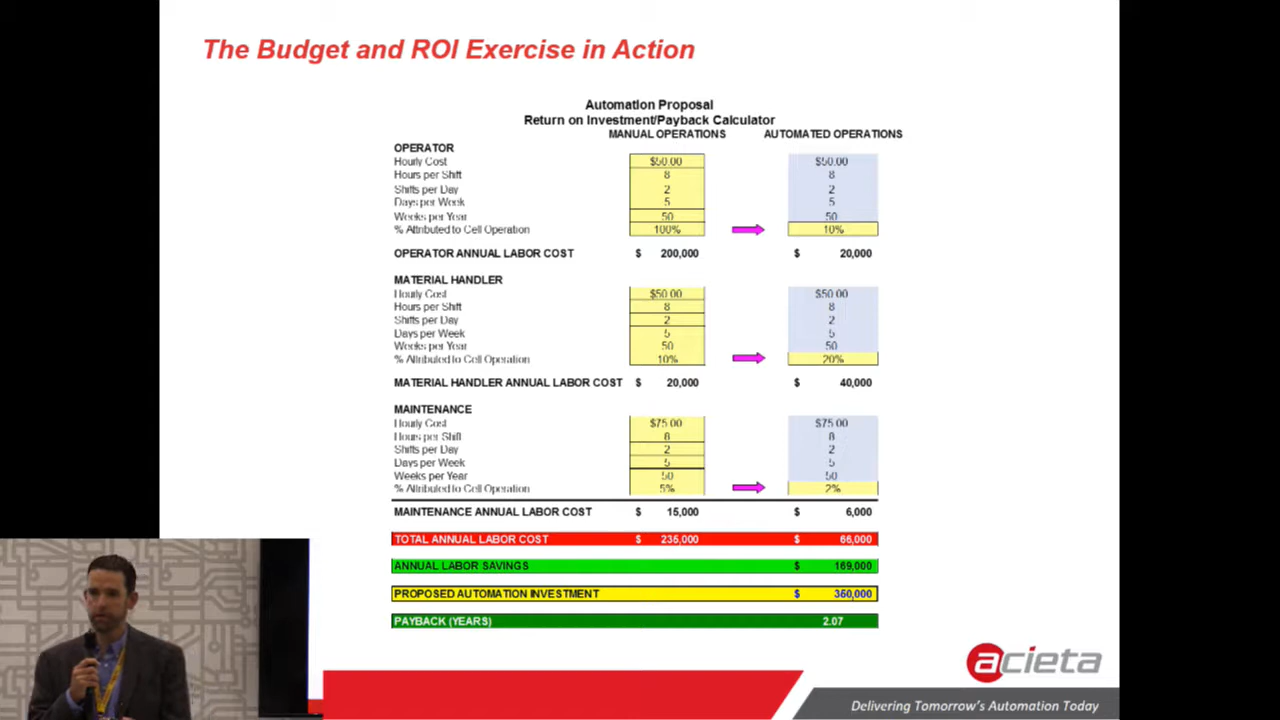 The Budget and ROI Exercise in Action
Automation Proposal
Return on Investment/Payback Calculator
MANUAL OPERATIONS AUTOMATED OPERATIONS
OPERATOR
Hourly Cost $50.00 $50.00
Hours per Shift 8 8
Shifts per Day 2 2
Days per Week 5 5
Weeks per Year 50 50
% Attributed to Cell Operation 100% 10%
OPERATOR ANNUAL LABOR COST $ 200,000 $ 20,000
MATERIAL HANDLER
Hourly Cost $50.00 $50.00
Hours per Shift 8 8
Shifts per Day 2 2
Days per Week 5 5
Weeks per Year 50 50
% Attributed to Cell Operation 10% 20%
MATERIAL HANDLER ANNUAL LABOR COST $ 20,000 $ 40,000
MAINTENANCE
Hourly Cost $75.00 $75.00
Hours per Shift 8 8
Shifts per Day 2 2
Days per Week 5 5
Weeks per Year 50 50
% Attributed to Cell Operation 5% 2%
MAINTENANCE ANNUAL LABOR COST $ 15,000 $ 6,000
TOTAL ANNUAL LABOR COST $ 235,000 $ 66,000
ANNUAL LABOR SAVINGS $ 169,000
PROPOSED AUTOMATION INVESTMENT $ 350,000
PAYBACK (YEARS) 2.07
acieta
Delivering Tomorrow's Automation Today